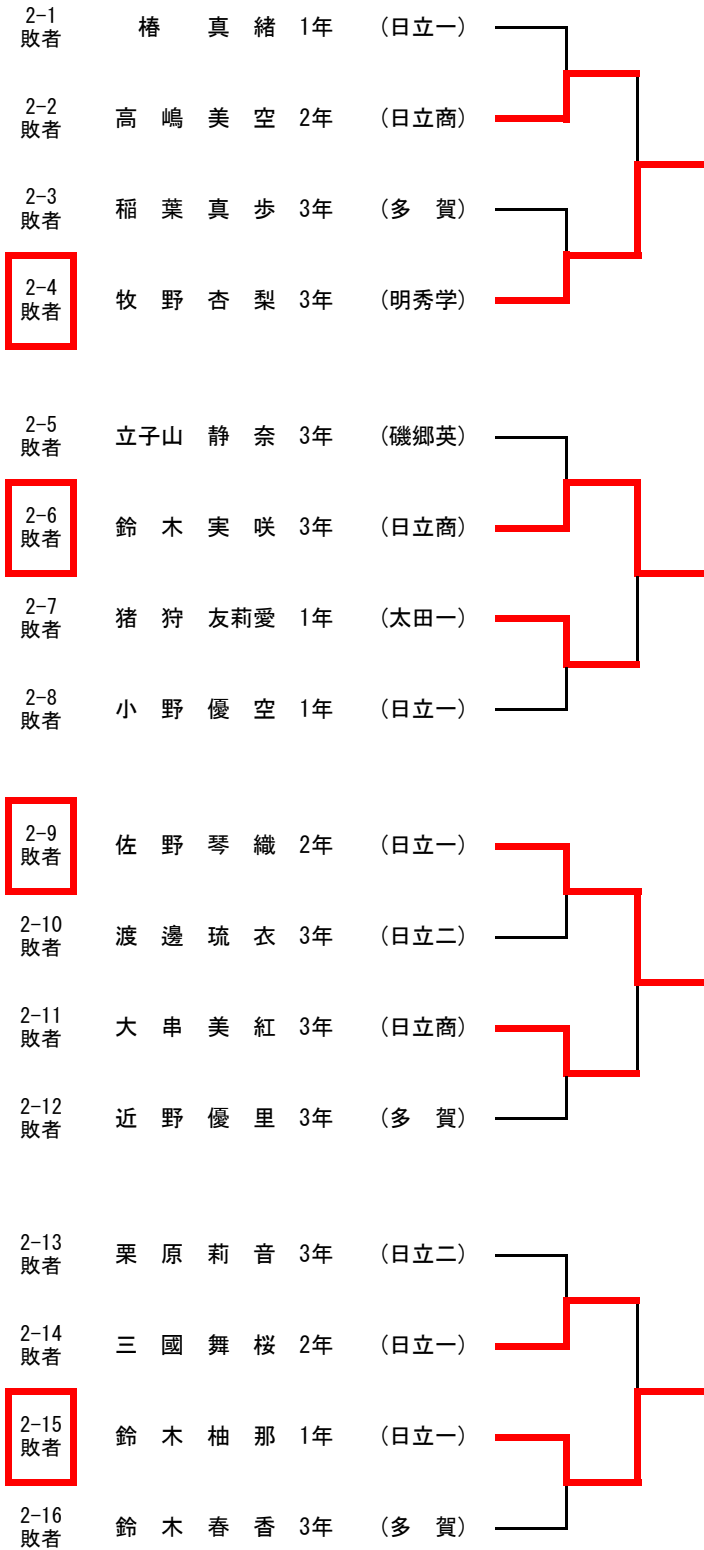 2-1
敗者
椿 真緒 1年 (日立一)
2-2
敗者
高嶋美空 2年 (日立商)
2-3
敗者
稲葉真歩 3年 (多 賀)
2-4
敗者
牧野杏梨 3年 (明秀学)
2-5
敗者
立子山静奈 3年 (磯郷英)
2-6
敗者
鈴木実咲 3年 (日立商)
2-7
敗者
猪狩友莉愛 1年 (太田一)
2-8
敗者
小野優空 1年 (日立一)
2-9
敗者
佐野琴織 2年 (日立一)
2-10
敗者
渡邊琉衣 3年 (日立二)
2-11
敗者
大串美紅 3年 (日立商)
2-12
敗者
近野優里 3年 (多 賀)
2-13
敗者
栗原莉音 3年 (日立二)
2-14
敗者
三國舞桜 2年 (日立一)
2-15
敗者
鈴木柚那 1年 (日立一)
2-16
敗者
鈴木春香 3年 (多 賀)